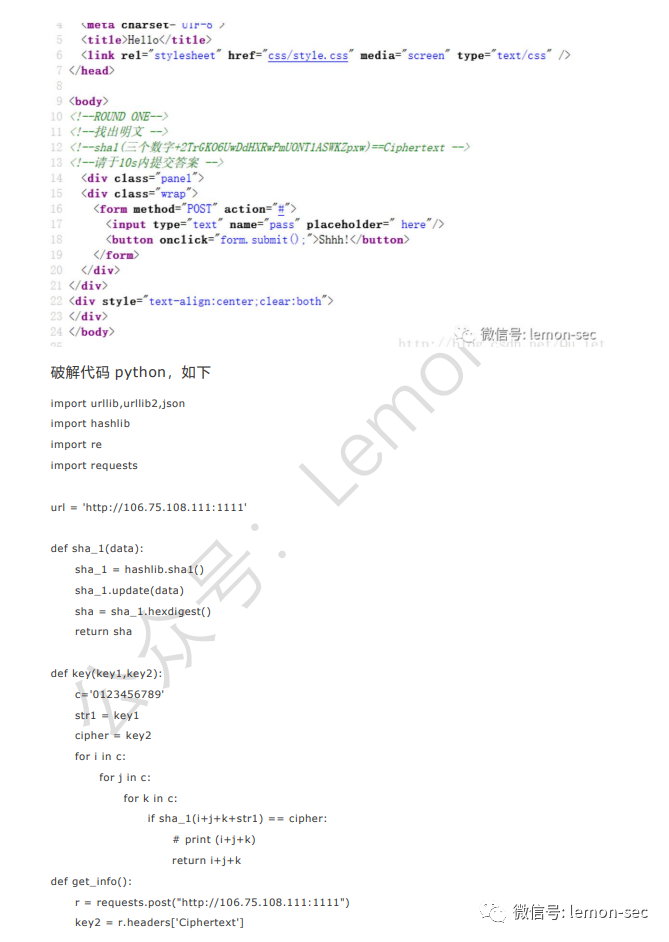 4 <meta charset="UTF-8">
5 <title>Hello</title>
6 <link rel="stylesheet" href="css/style.css" media="screen" type="text/css" />
7 </head>
8
9 <body>
10 <!--ROUND ONE-->
11 <!--找出明文 -->
12 <!--sha1(三个数字+2TrGKO6UwDdHXRwPmUONT1ASWKZpxw)==Ciphertext -->
13 <!--请于10s内提交答案 -->
14 <div class="panel">
15 <div class="wrap">
16 <form method="POST" action="#">
17 <input type="text" name="pass" placeholder=" here"/>
18 <button onclick="form.submit();">Shhh!</button>
19 </form>
20 </div>
21 </div>
22 <div style="text-align:center;clear:both">
23 </div>
24 </body>
微信号: lemon-sec
破解代码 python，如下
import urllib,urllib2,json
import hashlib
import re
import requests
url = 'http://106.75.108.111:1111'
def sha_1(data):
sha_1 = hashlib.sha1()
sha_1.update(data)
sha = sha_1.hexdigest()
return sha
def key(key1,key2):
c='0123456789'
str1 = key1
cipher = key2
for i in c:
for j in c:
for k in c:
if sha_1(i+j+k+str1) == cipher:
# print (i+j+k)
return i+j+k
def get_info():
r = requests.post("http://106.75.108.111:1111")
key2 = r.headers['Ciphertext']
公众号：Lemon
微信号: lemon-sec